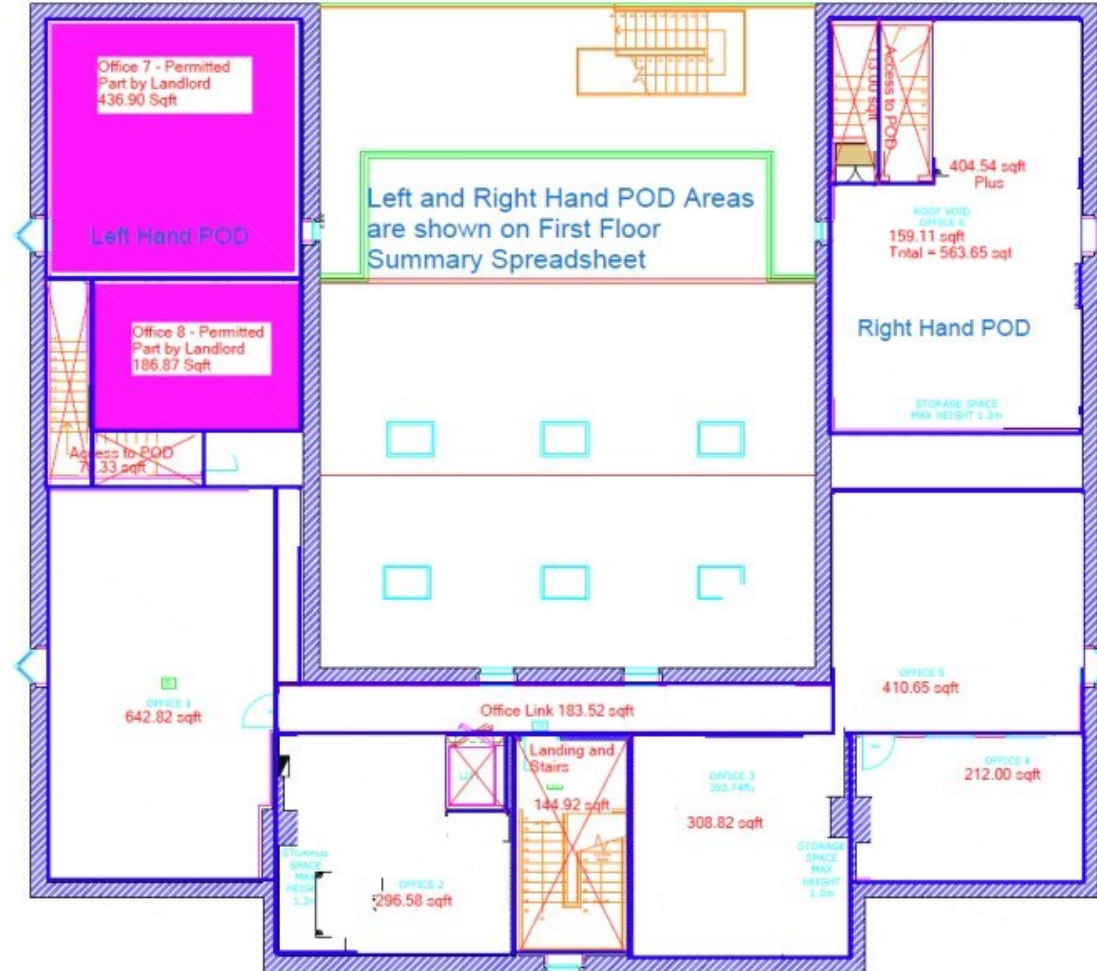 Office 7 - Permitted
Part by Landlord
436.90 Sqft
Left Hand POD
Left and Right Hand POD Areas
are shown on First Floor
Summary Spreadsheet
Access to POD
113.00 sqft
404.54 sqft
Plus
ROOF VOID
OFFICE 6
159.11 sqft
Total = 563.65 sqf
Right Hand POD
STORAGE SPACE
MAX HEIGHT 1.2m
Office 8 - Permitted
Part by Landlord
186.87 Sqft
Access to POD
sqft
OFFICE 1
642.82 sqft
Office Link 183.52 sqft
OFFICE 5
410.65 sqft
OFFICE 4
212.00 sqft
Landing and
Stairs
144.92 sqft
OFFICE 3
393.74ft
308.82 sqft
STORAGE
SPACE
MAX
HEIGHT
1.2m
SPACE
MAX
HEIGHT
1.2m
OFFICE 2
296.58 sqft